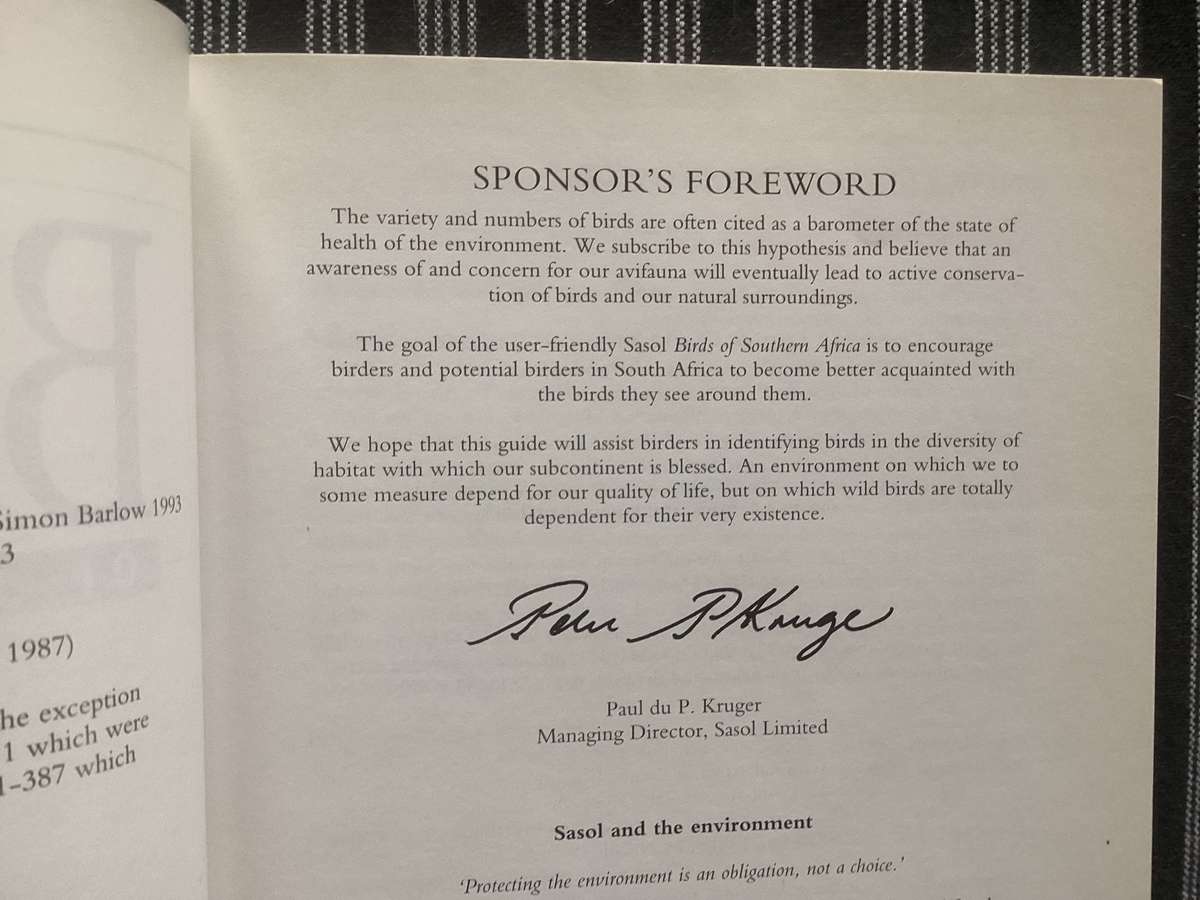 Simon Barlow 1993
3
1987)
he exception
1 which were
1-387 which
SPONSOR'S FOREWORD
The variety and numbers of birds are often cited as a barometer of the state of
health of the environment. We subscribe to this hypothesis and believe that an
awareness of and concern for our avifauna will eventually lead to active conserva-
tion of birds and our natural surroundings.
The goal of the user-friendly Sasol Birds of Southern Africa is to encourage
birders and potential birders in South Africa to become better acquainted with
the birds they see around them.
We hope that this guide will assist birders in identifying birds in the diversity of
habitat with which our subcontinent is blessed. An environment on which we to
some measure depend for our quality of life, but on which wild birds are totally
dependent for their very existence.
P Kruge
Paul du P. Kruger
Managing Director, Sasol Limited
Sasol and the environment
'Protecting the environment is an obligation, not a choice.'